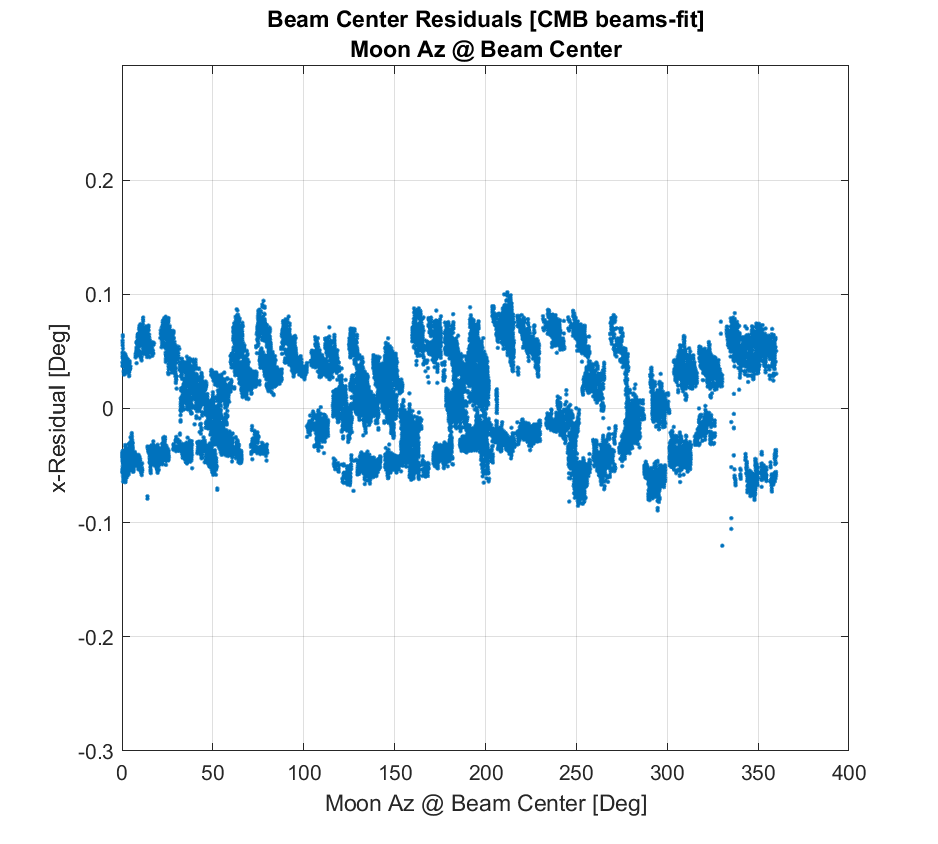 Beam Center Residuals [CMB beams-fit]
Moon Az @ Beam Center
0.2
0.1
0
-0.1
-0.2
-0.3
x-Residual [Deg]
0 50 100 150 200 250 300 350 400
Moon Az @ Beam Center [Deg]